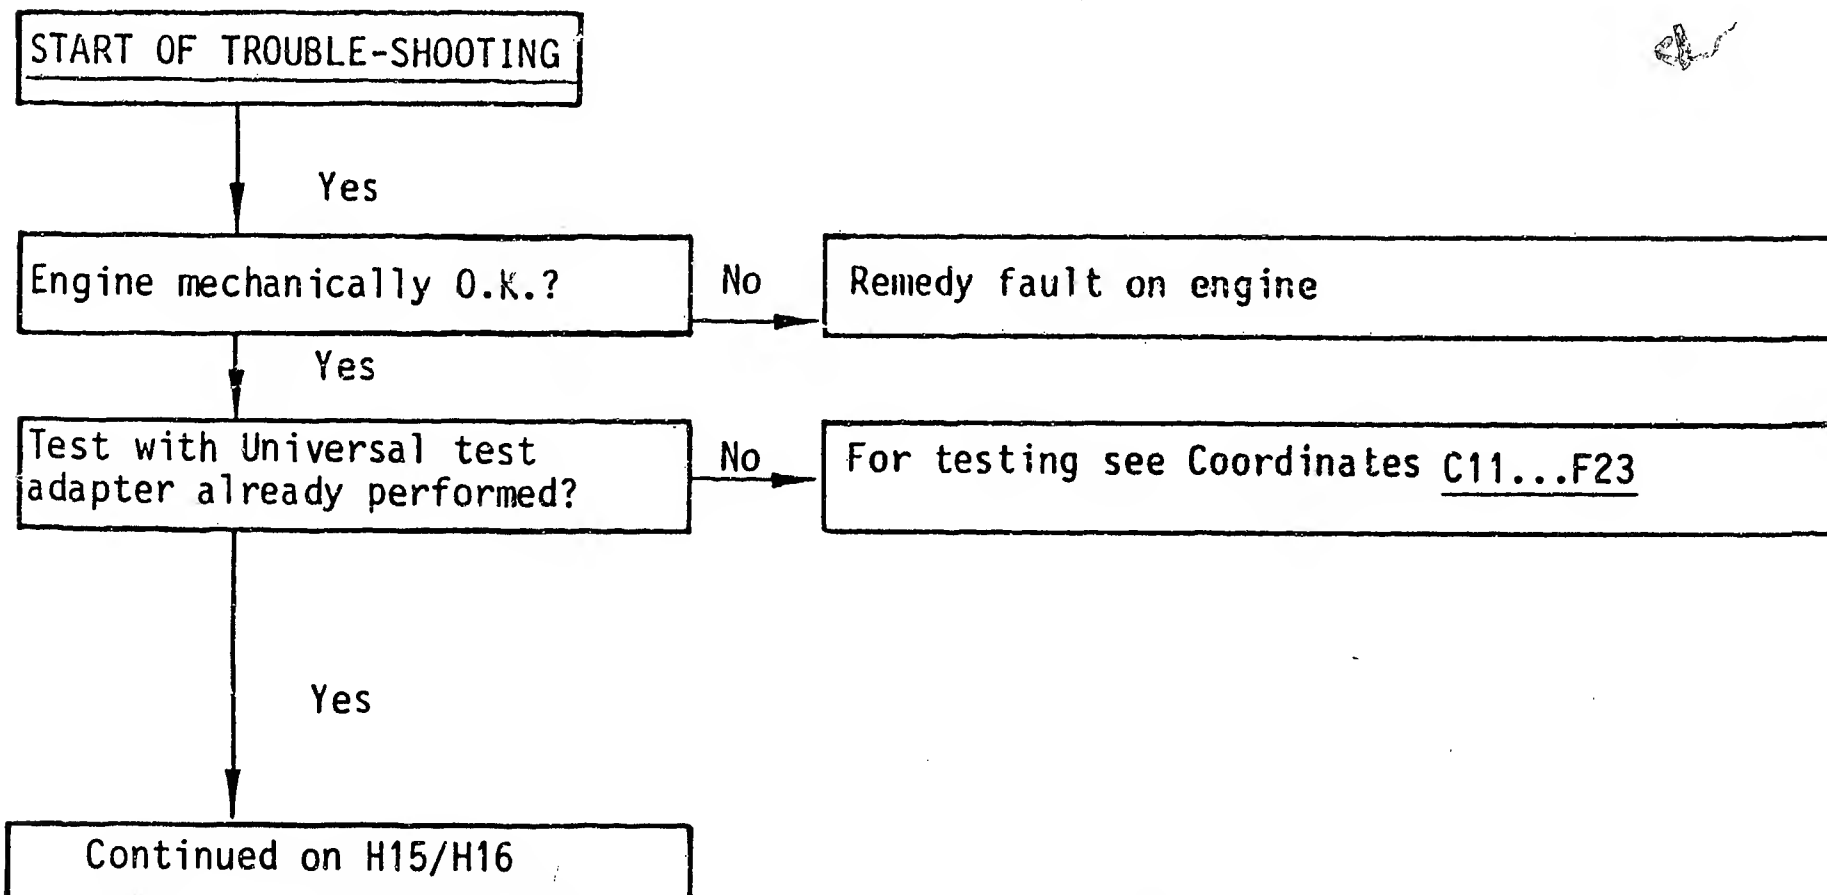 START OF TROUBLE-SHOOTING
Yes
Engine mechanically O.K.?
No
Remedy fault on engine
Yes
Test with Universal test
adapter already performed?
No
For testing see Coordinates C11...F23
Yes
Continued on H15/H16